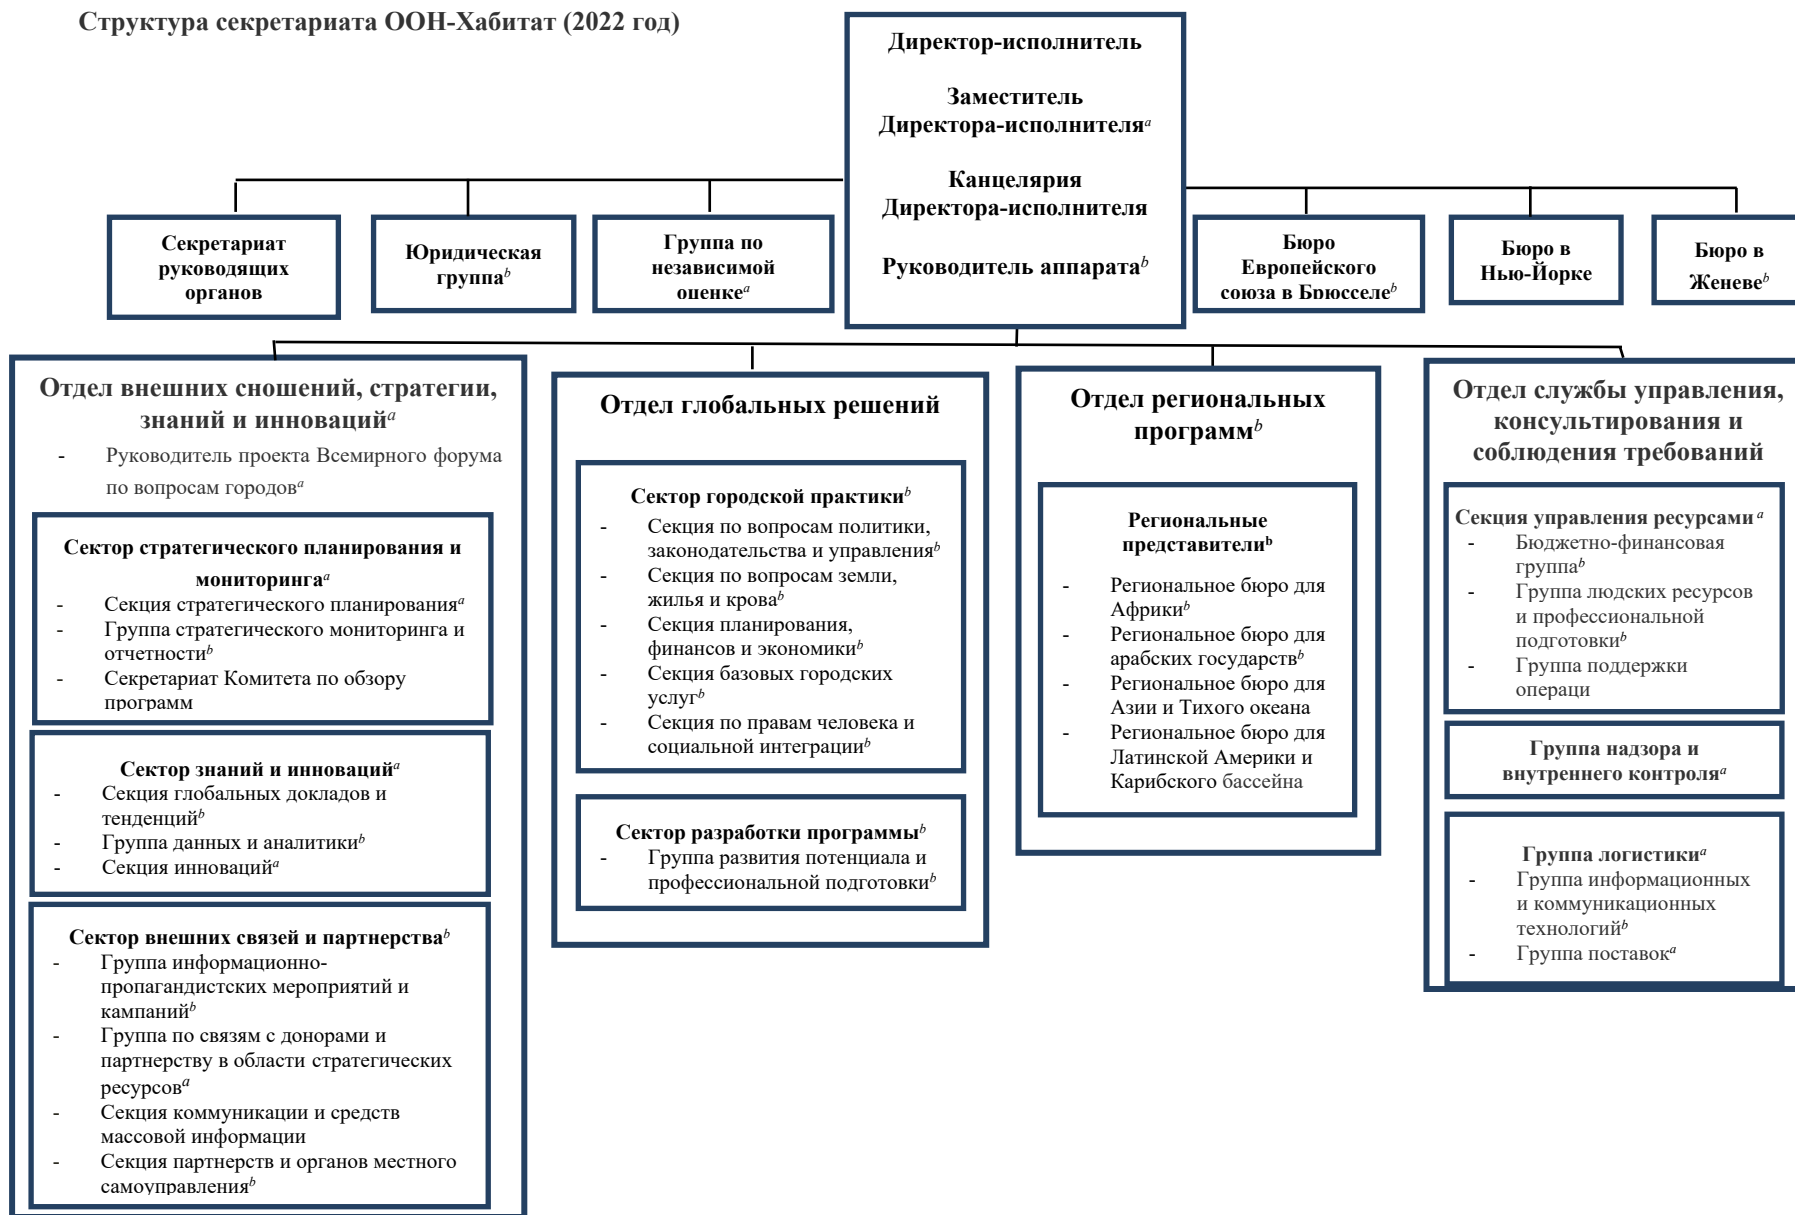 Структура секретариата ООН-Хабитат (2022 год)
Директор-исполнитель
Заместитель
Директора-исполнителяᵃ
Канцелярия
Директора-исполнителя
Руководитель аппаратаᵇ
Секретариат
руководящих
органов
Юридическая
группаᵇ
Группа по
независимой
оценкеᵃ
Бюро
Европейского
союза в Брюсселеᵇ
Бюро в
Нью-Йорке
Бюро в
Женевеᵇ
Отдел внешних сношений, стратегии,
знаний и инновацийᵃ
- Руководитель проекта Всемирного форума
по вопросам городовᵃ
Сектор стратегического планирования и
мониторингаᵃ
- Секция стратегического планированияᵃ
- Группа стратегического мониторинга и
отчетностиᵇ
- Секретариат Комитета по обзору
программ
Сектор знаний и инновацийᵃ
- Секция глобальных докладов и
тенденцийᵇ
- Группа данных и аналитикиᵇ
- Секция инновацийᵃ
Сектор внешних связей и партнерстваᵇ
- Группа информационно-
пропагандистских мероприятий и
кампанийᵇ
- Группа по связям с донорами и
партнерству в области стратегических
ресурсовᵃ
- Секция коммуникации и средств
массовой информации
- Секция партнерств и органов местного
самоуправленияᵇ
Отдел глобальных решений
Сектор городской практикиᵇ
- Секция по вопросам политики,
законодательства и управленияᵇ
- Секция по вопросам земли,
жилья и кроваᵇ
- Секция планирования,
финансов и экономикиᵇ
- Секция базовых городских
услугᵇ
- Секция по правам человека и
социальной интеграцииᵇ
Сектор разработки программыᵇ
- Группа развития потенциала и
профессиональной подготовкиᵇ
Отдел региональных
программᵇ
Региональные
представителиᵇ
- Региональное бюро для
Африкиᵇ
- Региональное бюро для
арабских государствᵇ
- Региональное бюро для
Азии и Тихого океана
- Региональное бюро для
Латинской Америки и
Карибского бассейна
Отдел службы управления,
консультирования и
соблюдения требований
Секция управления ресурсамиᵃ
- Бюджетно-финансовая
группаᵇ
- Группа людских ресурсов
и профессиональной
подготовкиᵇ
- Группа поддержки
операци
Группа надзора и
внутреннего контроляᵃ
Группа логистикиᵃ
- Группа информационных
и коммуникационных
технологийᵇ
- Группа поставокᵃ